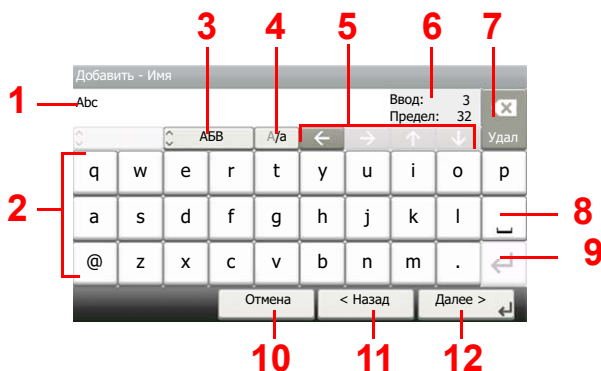 3 4 5 6 7
Добавить - Имя
1 Abc Ввод: 3
Предел: 32
АБВ A/a ← → ↑ ↓ Удал
2
q w e r t y u i o p
a s d f g h j k l 8
@ z x c v b n m . 9
Отмена < Назад Далее >
10 11 12